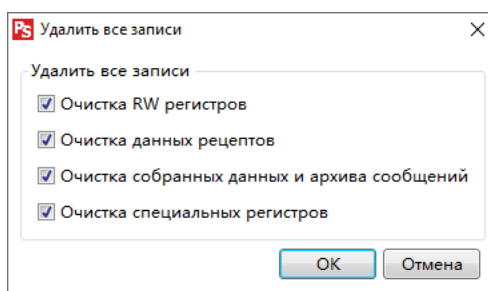 PS Удалить все записи
Удалить все записи
Очистка RW регистров
Очистка данных рецептов
Очистка собранных данных и архива сообщений
Очистка специальных регистров
OK Отмена